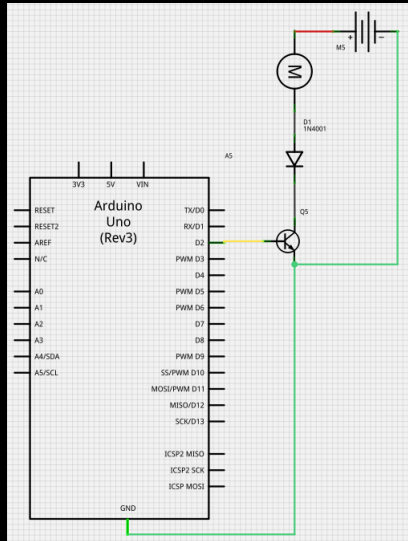 +
-
M5
M
D1
1N4001
A5
3V3
5V
VIN
Q5
Arduino
Uno
(Rev3)
RESET
RESET2
AREF
N/C
A0
A1
A2
A3
A4/SDA
A5/SCL
TX/D0
RX/D1
D2
PWM D3
D4
PWM D5
PWM D6
D7
D8
PWM D9
SS/PWM D10
MOSI/PWM D11
MISO/D12
SCK/D13
ICSP2 MISO
ICSP2 SCK
ICSP MOSI
GND